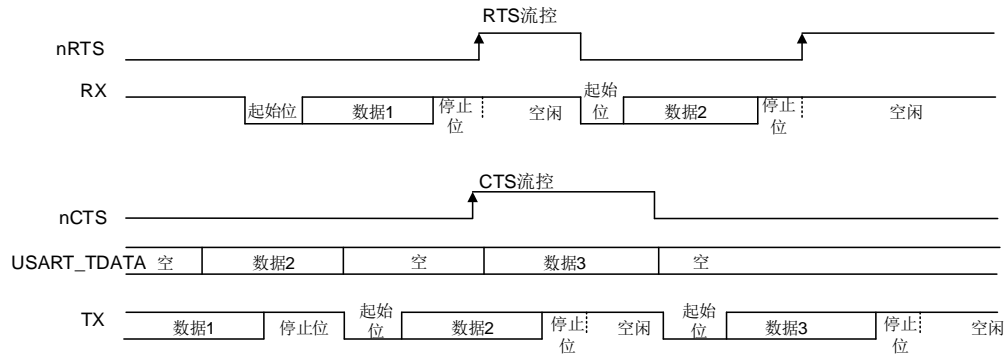 RTS流控
nRTS
RX 起始位 数据1 停止位 空闲 起始位 数据2 停止位 空闲
CTS流控
nCTS
USART_TDATA 空 数据2 空 数据3 空
TX 数据1 停止位 起始位 数据2 停止位 空闲 起始位 数据3 停止位 空闲